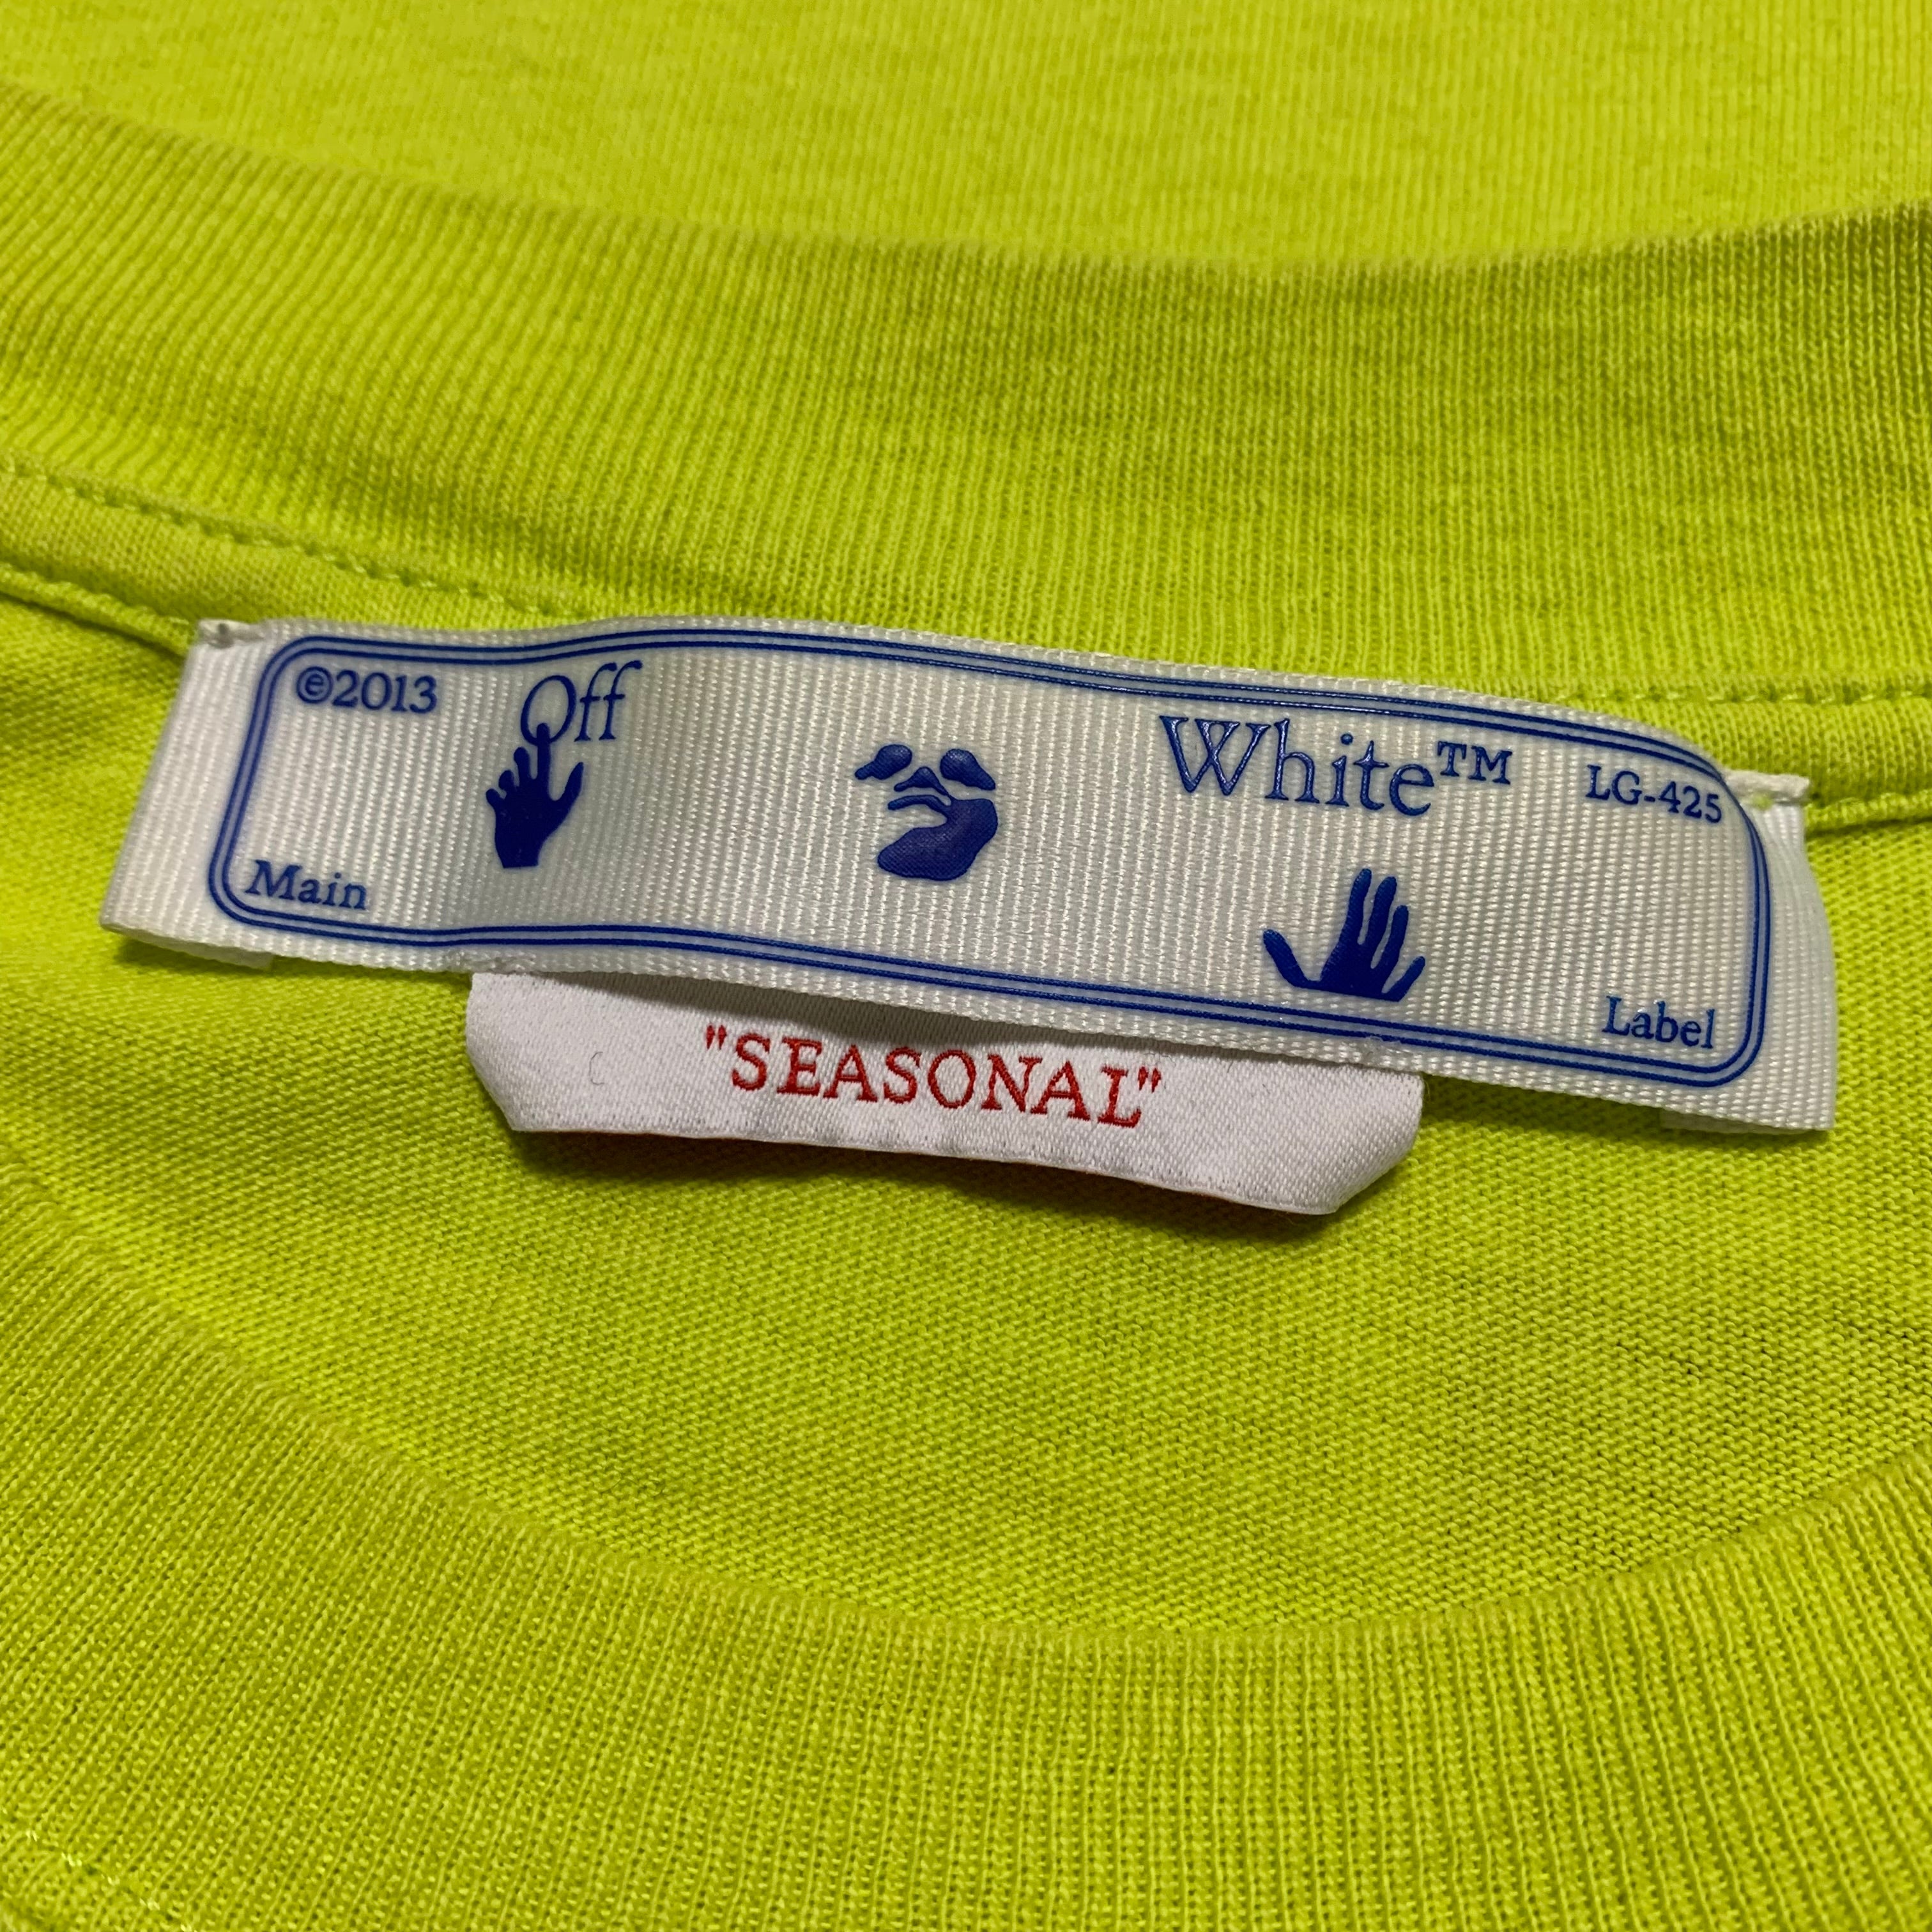 ©2013 Off White™ LG-425
Main Label
"SEASONAL"